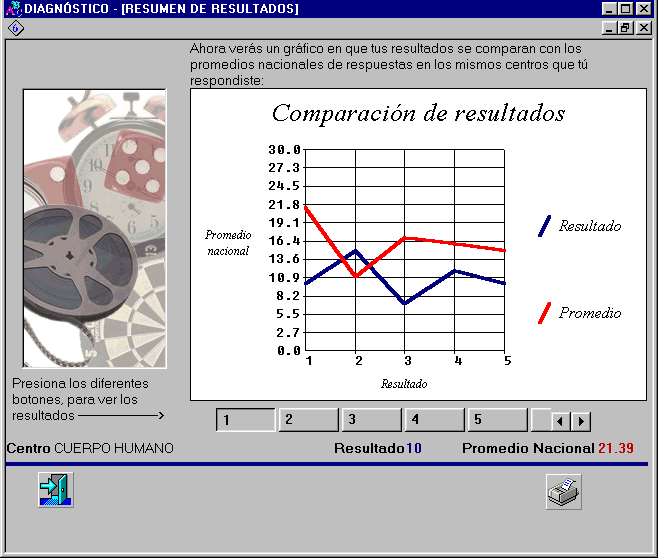 DIAGNÓSTICO - [RESUMEN DE RESULTADOS]
Ahora verás un gráfico en que tus resultados se comparan con los
promedios nacionales de respuestas en los mismos centros que tú
respondiste:
Comparación de resultados
30.0
27.3
24.5
21.8
19.1
16.4
13.6
10.9
8.2
5.5
2.7
0.0
1 2 3 4 5
Promedio
nacional
Resultado
Resultado
Promedio
Presiona los diferentes
botones, para ver los
resultados
1 2 3 4 5
Centro CUERPO HUMANO Resultado 10 Promedio Nacional 21.39